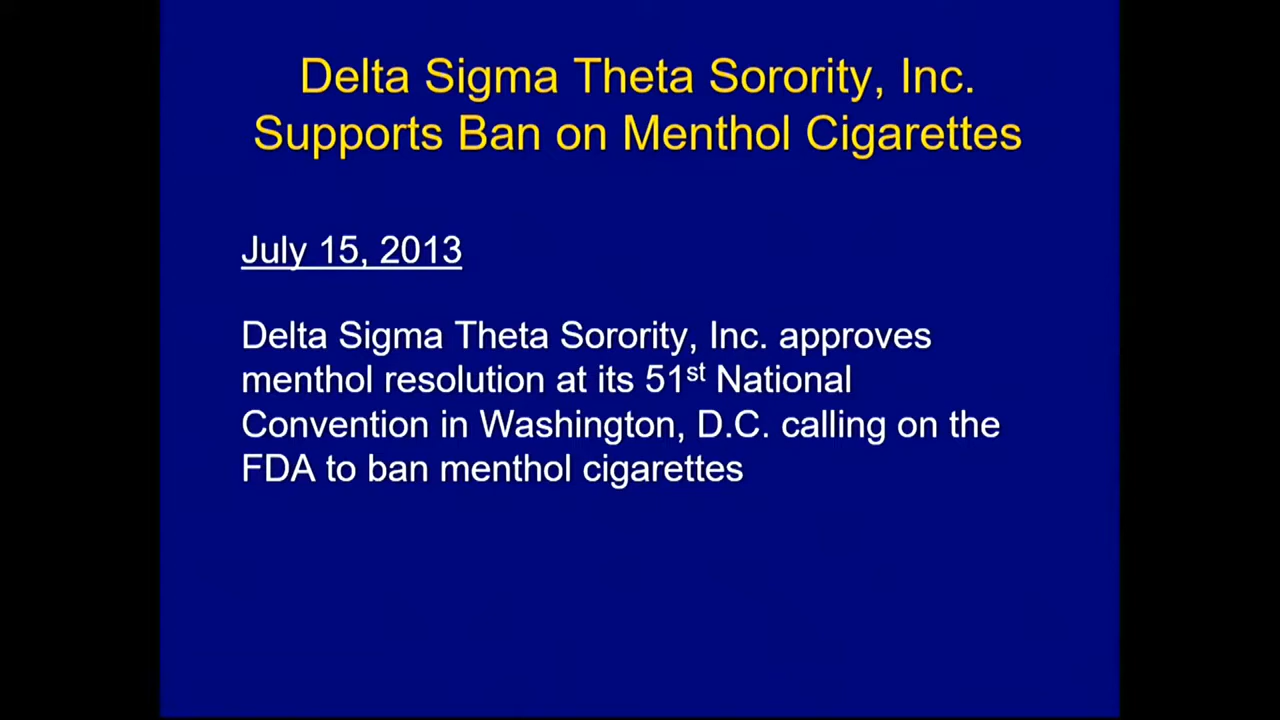 Delta Sigma Theta Sorority, Inc.
Supports Ban on Menthol Cigarettes
July 15, 2013
Delta Sigma Theta Sorority, Inc. approves
menthol resolution at its 51st National
Convention in Washington, D.C. calling on the
FDA to ban menthol cigarettes